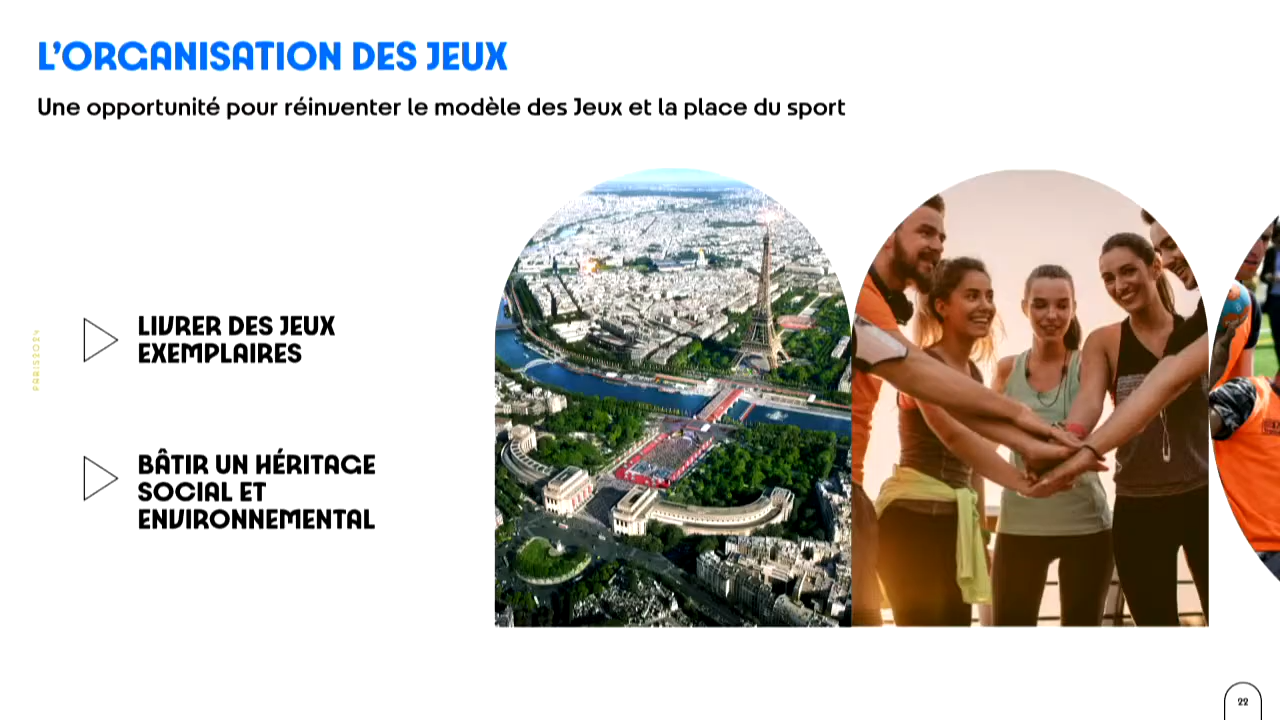 L'ORGANISATION DES JEUX
Une opportunité pour réinventer le modèle des Jeux et la place du sport
LIVRER DES JEUX
EXEMPLAIRES
BÂTIR UN HÉRITAGE
SOCIAL ET
ENVIRONNEMENTAL
PARIS2024
22